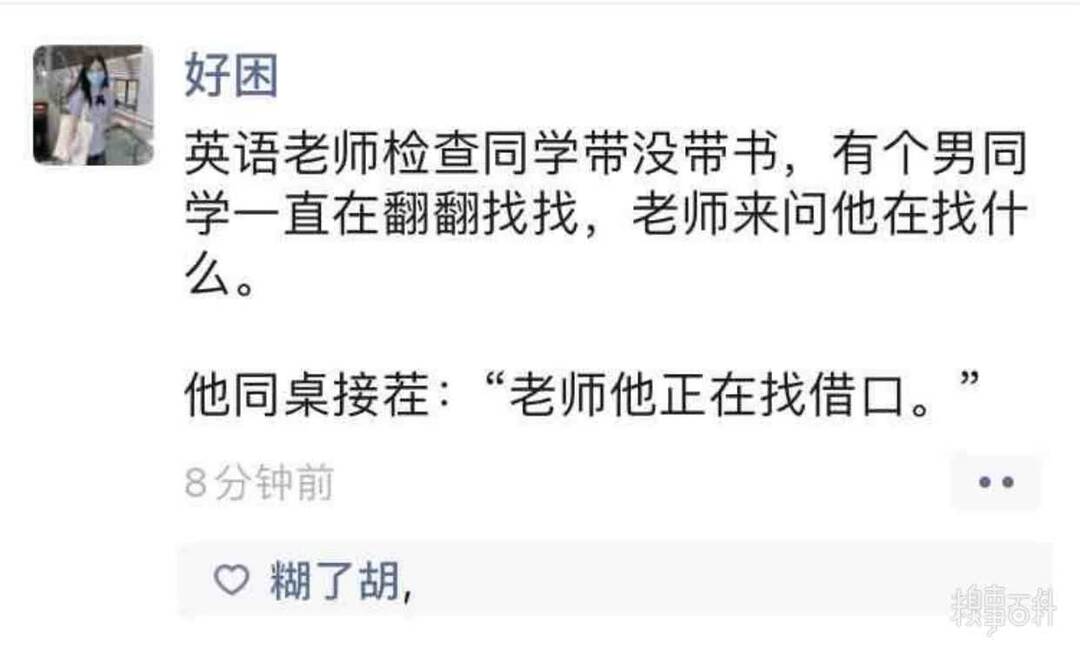 好困
英语老师检查同学带没带书，有个男同
学一直在翻翻找找，老师来问他在找什
么。
他同桌接茬：“老师他正在找借口。”
8分钟前
糊了胡,
糗事百科